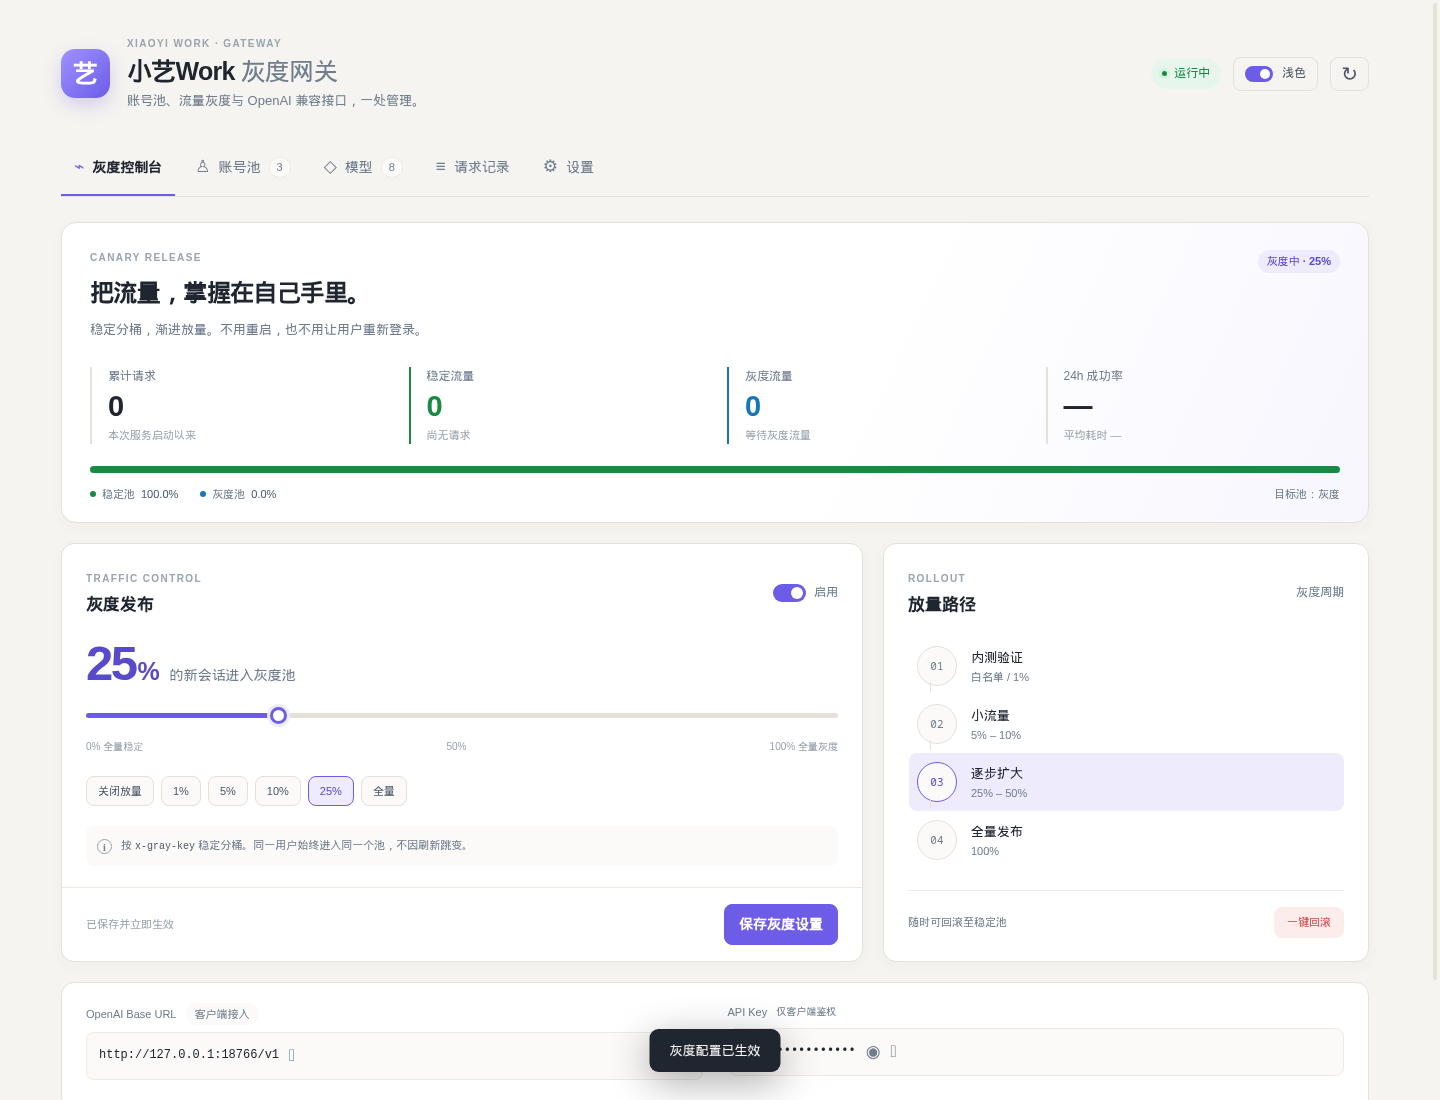 艺
XIAOYI WORK · GATEWAY
小艺Work 灰度网关
账号池、流量灰度与 OpenAI 兼容接口，一处管理。
运行中
浅色
灰度控制台
账号池 3
模型 8
请求记录
设置
CANARY RELEASE
灰度中 · 25%
把流量，掌握在自己手里。
稳定分桶，渐进放量。不用重启，也不用让用户重新登录。
累计请求
0
本次服务启动以来
稳定流量
0
尚无请求
灰度流量
0
等待灰度流量
24h 成功率
—
平均耗时 —
稳定池 100.0%
灰度池 0.0%
目标池：灰度
TRAFFIC CONTROL
灰度发布
启用
25% 的新会话进入灰度池
0% 全量稳定
50%
100% 全量灰度
关闭放量
1%
5%
10%
25%
全量
按 x-gray-key 稳定分桶。同一用户始终进入同一个池，不因刷新跳变。
已保存并立即生效
保存灰度设置
ROLLOUT
放量路径
灰度周期
01
内测验证
白名单 / 1%
02
小流量
5% – 10%
03
逐步扩大
25% – 50%
04
全量发布
100%
随时可回滚至稳定池
一键回滚
OpenAI Base URL 客户端接入
http://127.0.0.1:18766/v1
API Key 仅客户端鉴权
••••••••••••
灰度配置已生效